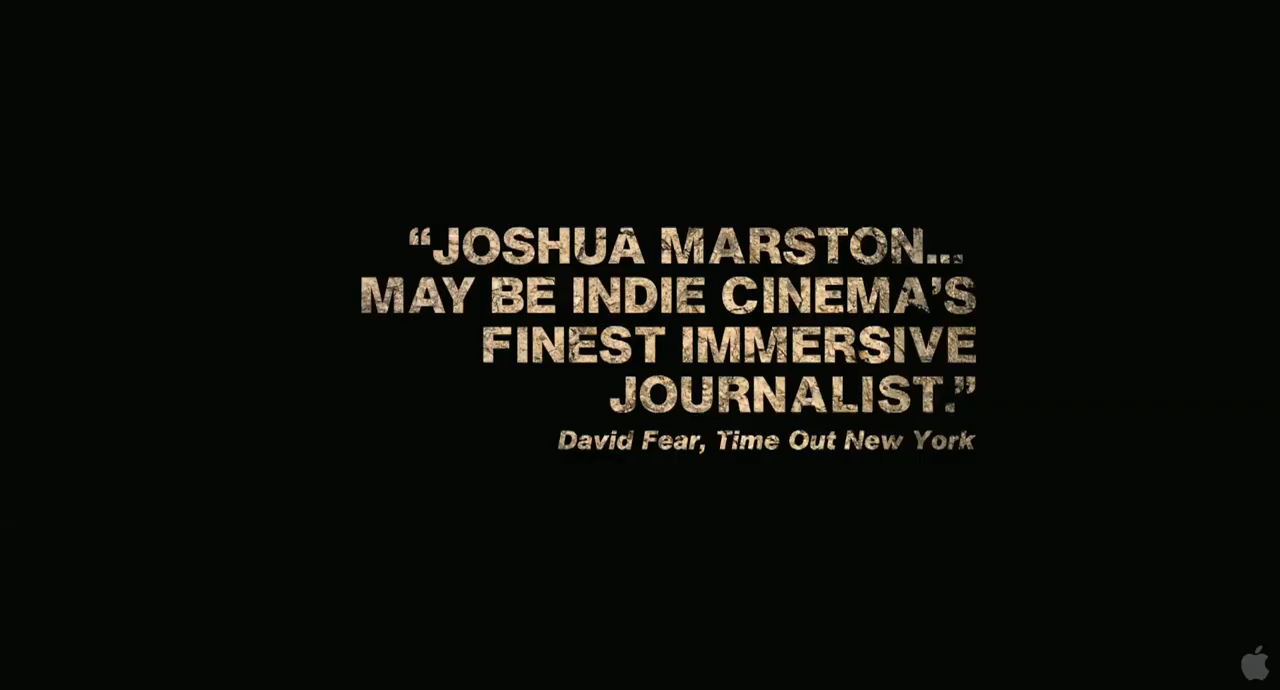 “JOSHUA MARSTON...
MAY BE INDIE CINEMA’S
FINEST IMMERSIVE
JOURNALIST.”
David Fear, Time Out New York